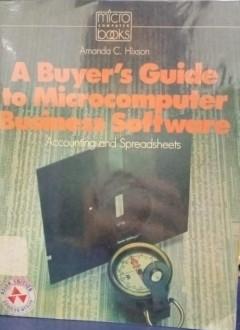 micro
COMPUTER
books
Amanda C. Hixson
A Buyer's Guide
to Microcomputer
Business Software
Accounting and Spreadsheets